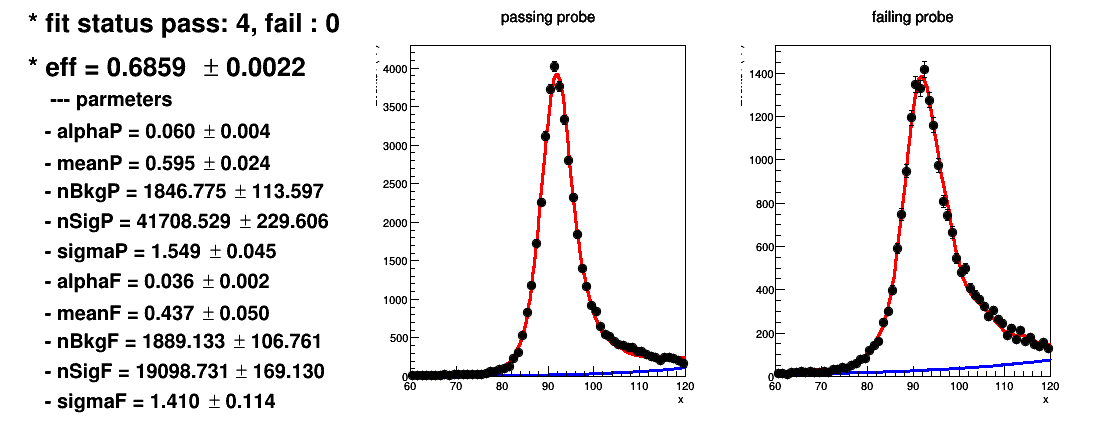 * fit status pass: 4, fail : 0
* eff = 0.6859 ± 0.0022
--- parmeters
- alphaP = 0.060 ± 0.004
- meanP = 0.595 ± 0.024
- nBkgP = 1846.775 ± 113.597
- nSigP = 41708.529 ± 229.606
- sigmaP = 1.549 ± 0.045
- alphaF = 0.036 ± 0.002
- meanF = 0.437 ± 0.050
- nBkgF = 1889.133 ± 106.761
- nSigF = 19098.731 ± 169.130
- sigmaF = 1.410 ± 0.114
passing probe
4000
3500
3000
2500
2000
1500
1000
500
0
60 70 80 90 100 110 120
x
failing probe
1400
1200
1000
800
600
400
200
0
60 70 80 90 100 110 120
x